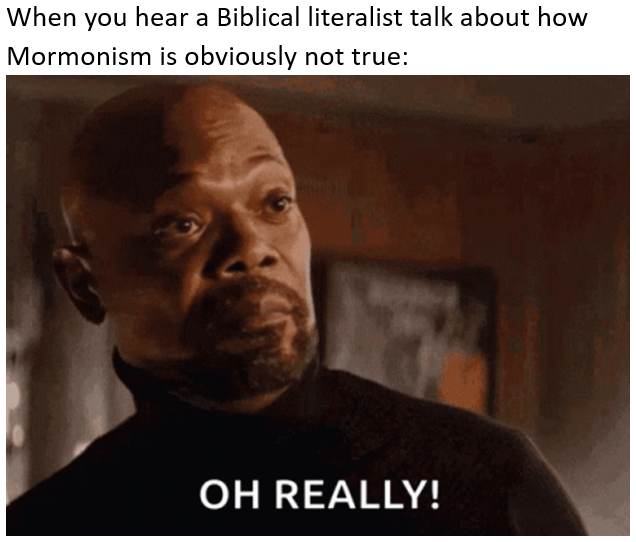 When you hear a Biblical literalist talk about how
Mormonism is obviously not true:
OH REALLY!